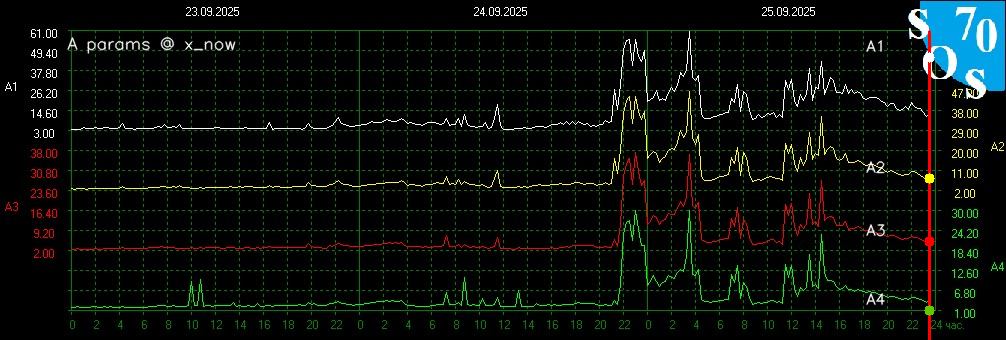 23.09.2025 24.09.2025 25.09.2025
A params @ x_now
A1
A2
A3
A4
S 70
O
S
A1
61.00
49.40
37.80
26.20
14.60
3.00
A3
38.00
30.80
23.60
16.40
9.20
2.00
47.00
38.00
29.00
20.00
11.00
2.00
A2
30.00
24.20
18.40
12.60
6.80
1.00
A4
0 2 4 6 8 10 12 14 16 18 20 22 0 2 4 6 8 10 12 14 16 18 20 22 0 2 4 6 8 10 12 14 16 18 20 22 24 час.